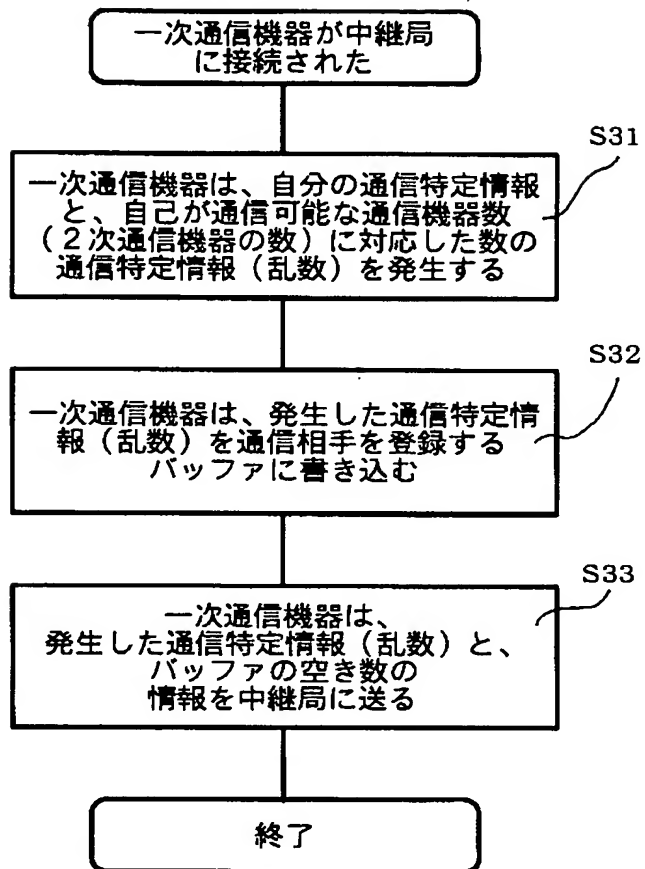 一次通信機器が中継局
に接続された
S31
一次通信機器は、自分の通信特定情報
と、自己が通信可能な通信機器数
(2次通信機器の数)に対応した数の
通信特定情報(乱数)を発生する
S32
一次通信機器は、発生した通信特定情
報(乱数)を通信相手を登録する
バッファに書き込む
S33
一次通信機器は、
発生した通信特定情報(乱数)と、
バッファの空き数の
情報を中継局に送る
終了